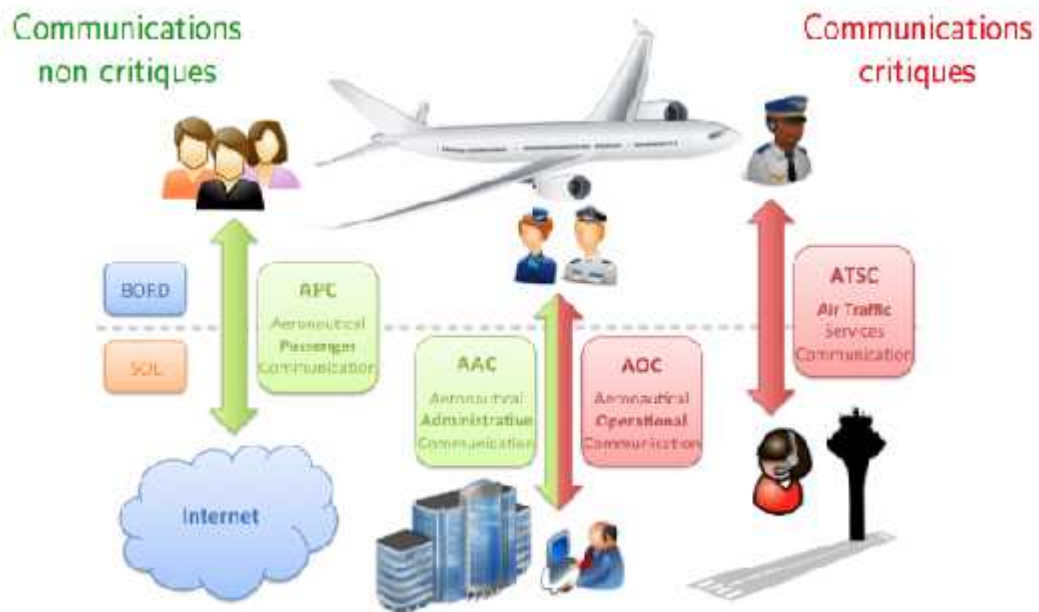 Communications
non critiques
Communications
critiques
BORD
SOL
APC
Aeronautical
Passenger
Communication
AAC
Aeronautical
Administrative
Communication
AOC
Aeronautical
Operational
Communication
ATSC
Air Traffic
Services
Communication
Internet